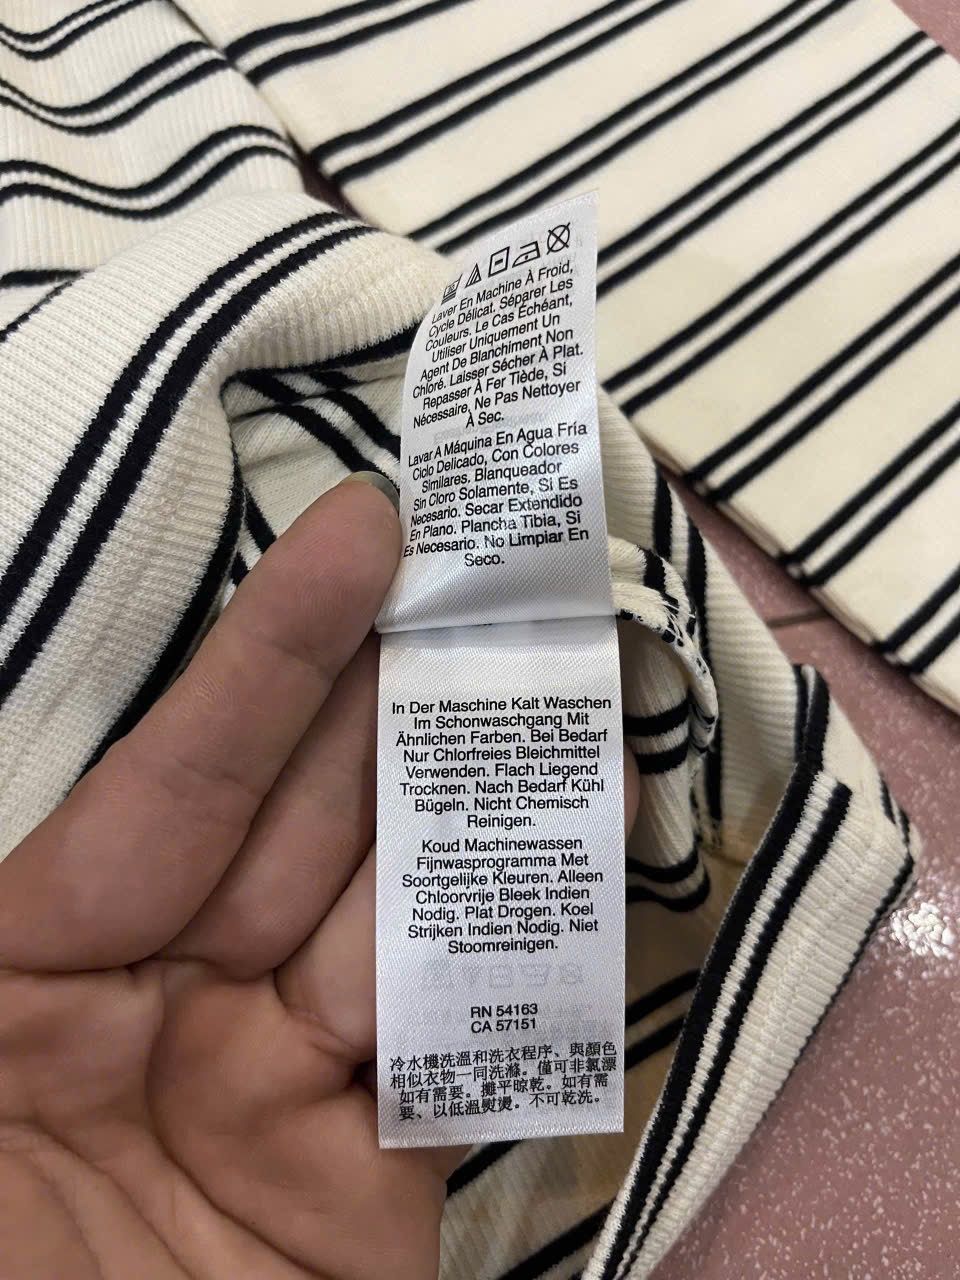 Laver En Machine À Froid,
Cycle Délicat. Séparer Les
Couleurs. Le Cas Échéant,
Utiliser Uniquement Un
Agent De Blanchiment Non
Chloré. Laisser Sécher À Plat.
Repasser À Fer Tiède, Si
Nécessaire, Ne Pas Nettoyer
À Sec.
Lavar A Máquina En Agua Fría
Ciclo Delicado, Con Colores
Similares. Blanqueador
Sin Cloro Solamente, Si Es
Necesario. Secar Extendido
En Plano. Plancha Tibia, Si
Es Necesario. No Limpiar En
Seco.
In Der Maschine Kalt Waschen
Im Schonwaschgang Mit
Ähnlichen Farben. Bei Bedarf
Nur Chlorfreies Bleichmittel
Verwenden. Flach Liegend
Trocknen. Nach Bedarf Kühl
Bügeln. Nicht Chemisch
Reinigen.
Koud Machinewassen
Fijnwasprogramma Met
Soortgelijke Kleuren. Alleen
Chloorvrije Bleek Indien
Nodig. Plat Drogen. Koel
Strijken Indien Nodig. Niet
Stoomreinigen.
RN 54163
CA 57151
冷水機洗溫和洗衣程序、與顏色
相似衣物一同洗滌。僅可非氯漂
如有需要。攤平晾乾。如有需
要、以低溫熨燙。不可乾洗。